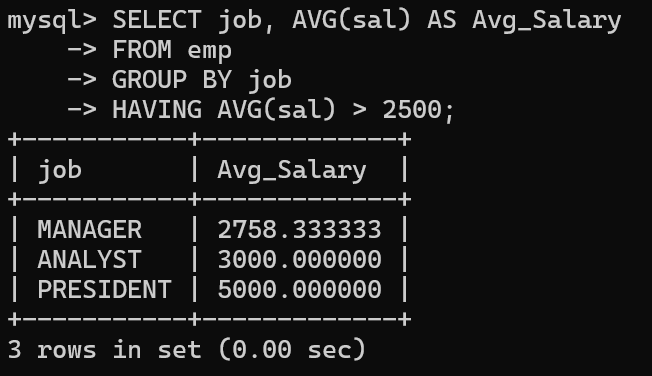 mysql> SELECT job, AVG(sal) AS Avg_Salary
    -> FROM emp
    -> GROUP BY job
    -> HAVING AVG(sal) > 2500;
+-----------+-------------+
| job       | Avg_Salary  |
+-----------+-------------+
| MANAGER   | 2758.333333 |
| ANALYST   | 3000.000000 |
| PRESIDENT | 5000.000000 |
+-----------+-------------+
3 rows in set (0.00 sec)